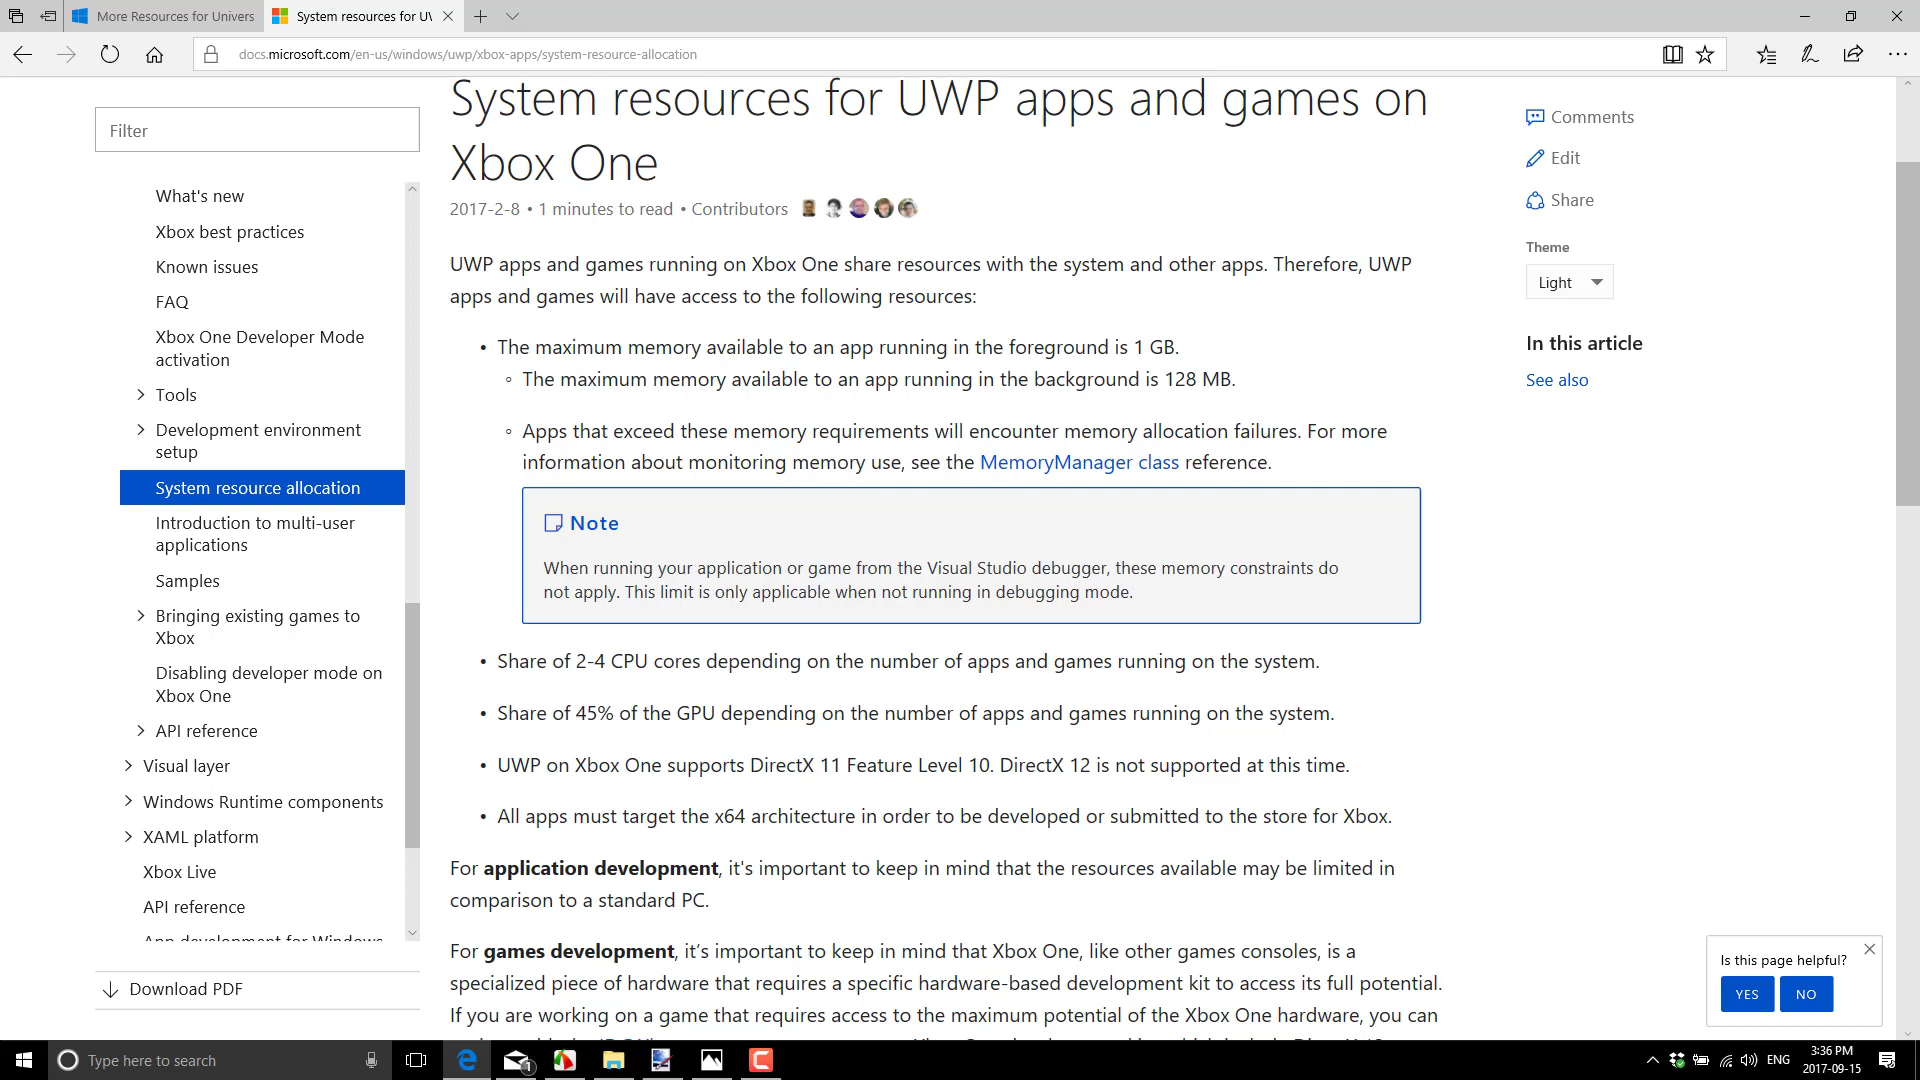 More Resources for Univers
System resources for UV
docs.microsoft.com/en-us/windows/uwp/xbox-apps/system-resource-allocation
Filter
What's new
Xbox best practices
Known issues
FAQ
Xbox One Developer Mode
activation
Tools
Development environment
setup
System resource allocation
Introduction to multi-user
applications
Samples
Bringing existing games to
Xbox
Disabling developer mode on
Xbox One
API reference
Visual layer
Windows Runtime components
XAML platform
Xbox Live
API reference
App development for Windows
Download PDF
System resources for UWP apps and games on
Xbox One
2017-2-8 • 1 minutes to read • Contributors
UWP apps and games running on Xbox One share resources with the system and other apps. Therefore, UWP
apps and games will have access to the following resources:
• The maximum memory available to an app running in the foreground is 1 GB.
◦ The maximum memory available to an app running in the background is 128 MB.
◦ Apps that exceed these memory requirements will encounter memory allocation failures. For more
information about monitoring memory use, see the MemoryManager class reference.
Note
When running your application or game from the Visual Studio debugger, these memory constraints do
not apply. This limit is only applicable when not running in debugging mode.
• Share of 2-4 CPU cores depending on the number of apps and games running on the system.
• Share of 45% of the GPU depending on the number of apps and games running on the system.
• UWP on Xbox One supports DirectX 11 Feature Level 10. DirectX 12 is not supported at this time.
• All apps must target the x64 architecture in order to be developed or submitted to the store for Xbox.
For application development, it's important to keep in mind that the resources available may be limited in
comparison to a standard PC.
For games development, it’s important to keep in mind that Xbox One, like other games consoles, is a
specialized piece of hardware that requires a specific hardware-based development kit to access its full potential.
If you are working on a game that requires access to the maximum potential of the Xbox One hardware, you can
Comments
Edit
Share
Theme
Light
In this article
See also
Is this page helpful?
YES
NO
Type here to search
1
ENG
3:36 PM
2017-09-15